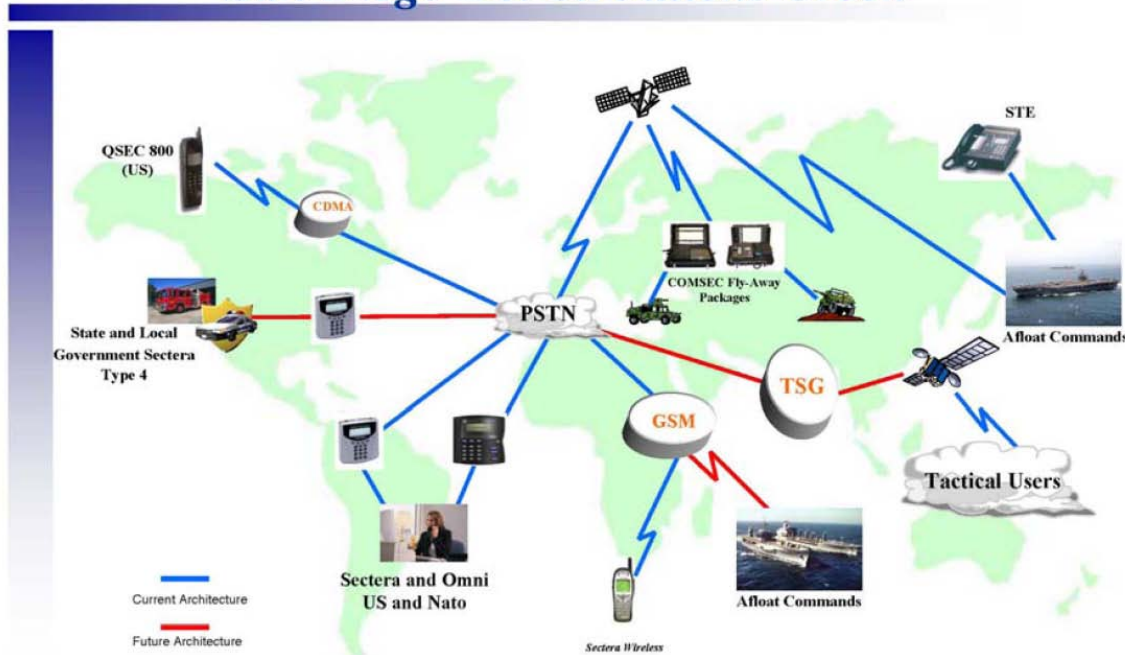 QSEC 800
(US)
STE
CDMA
COMSEC Fly-Away
Packages
PSTN
State and Local
Government Sectera
Type 4
Afloat Commands
TSG
GSM
Tactical Users
Sectera and Omni
US and Nato
Afloat Commands
Current Architecture
Future Architecture
Sectera Wireless